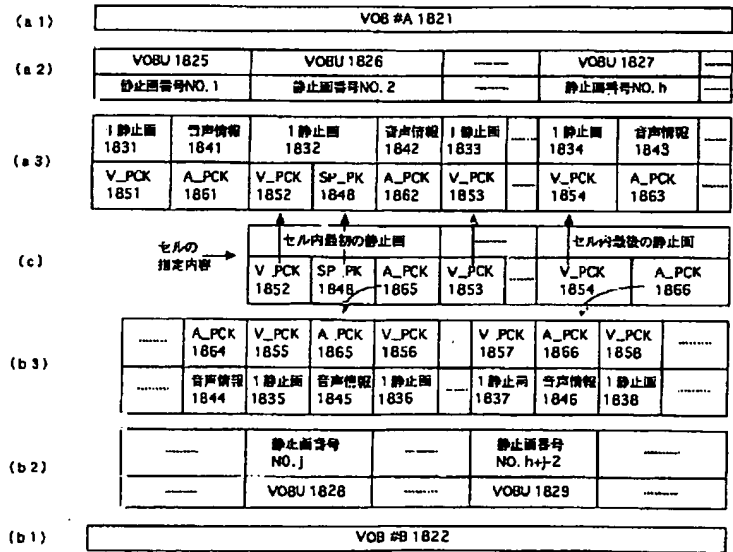 (a1)
VOB #A 1821
(a2)
VOBU 1825 VOBU 1826 VOBU 1827
静止画番号NO. 1 静止画番号NO. 2 静止画番号NO. h
(a3)
1静止画 音声情報 1静止画 音声情報 1静止画 1静止画 音声情報
1831 1841 1832 1842 1833 1834 1843
V_PCK A_PCK V_PCK SP_PK A_PCK V_PCK V_PCK A_PCK
1851 1861 1852 1848 1862 1853 1854 1863
(c)
セルの
指定内容
セル内最初の静止画 セル内最後の静止画
V_PCK SP_PK A_PCK V_PCK V_PCK A_PCK
1852 1848 1865 1853 1854 1866
(b3)
A_PCK V_PCK A_PCK V_PCK V_PCK A_PCK V_PCK
1864 1855 1865 1856 1857 1866 1858
音声情報 1静止画 音声情報 1静止画 1静止画 音声情報 1静止画
1844 1835 1845 1836 1837 1846 1838
(b2)
静止画番号 静止画番号
NO. j NO. h+j-2
VOBU 1828 VOBU 1829
(b1)
VOB #B 1822